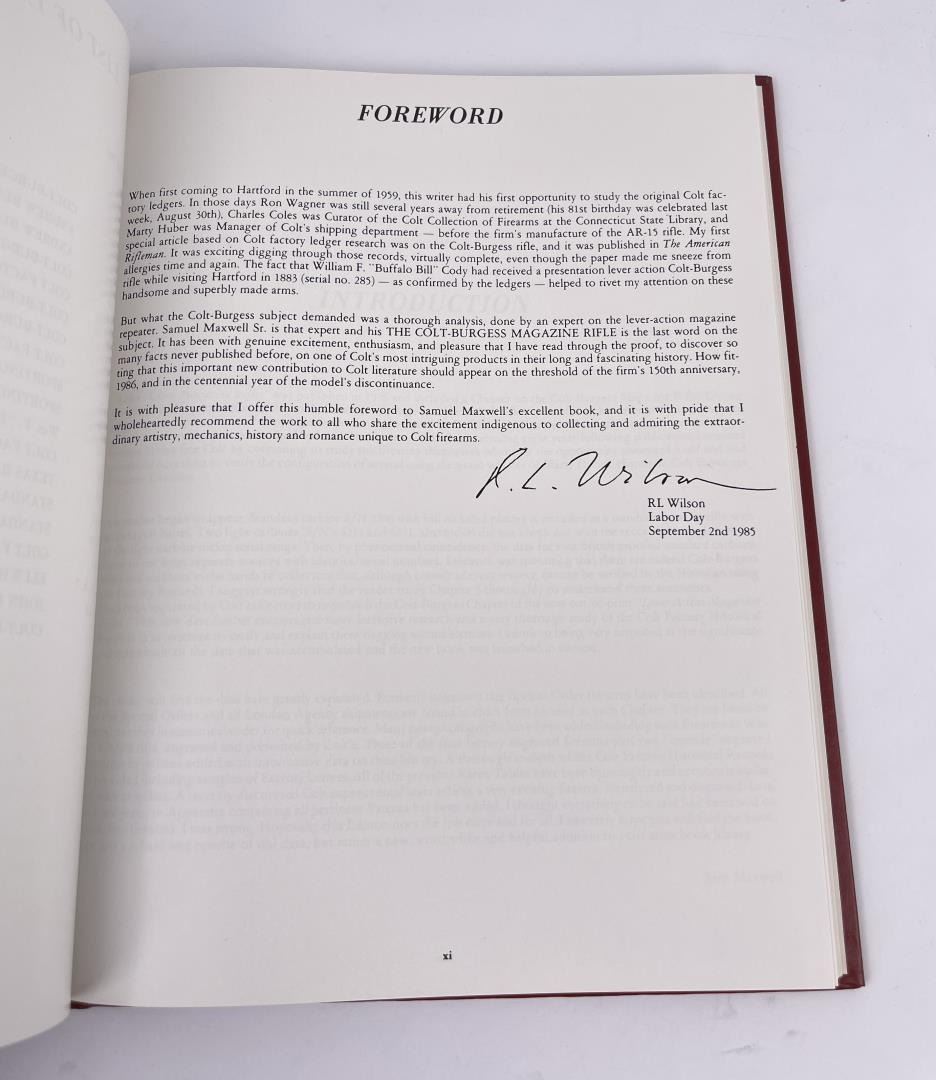 FOREWORD
When first coming to Hartford in the summer of 1959, this writer had his first opportunity to study the original Colt fac-
tory ledgers. In those days Ron Wagner was still several years away from retirement (his 81st birthday was celebrated last
week, August 30th), Charles Coles was Curator of the Colt Collection of Firearms at the Connecticut State Library, and
Marty Huber was Manager of Colt's shipping department — before the firm's manufacture of the AR-15 rifle. My first
special article based on Colt factory ledger research was on the Colt-Burgess rifle, and it was published in The American
Rifleman. It was exciting digging through those records, virtually complete, even though the paper made me sneeze from
allergies time and again. The fact that William F. "Buffalo Bill" Cody had received a presentation lever action Colt-Burgess
rifle while visiting Hartford in 1883 (serial no. 285) — as confirmed by the ledgers — helped to rivet my attention on these
handsome and superbly made arms.
But what the Colt-Burgess subject demanded was a thorough analysis, done by an expert on the lever-action magazine
repeater. Samuel Maxwell Sr. is that expert and his THE COLT-BURGESS MAGAZINE RIFLE is the last word on the
subject. It has been with genuine excitement, enthusiasm, and pleasure that I have read through the proof, to discover so
many facts never published before, on one of Colt's most intriguing products in their long and fascinating history. How fit-
ting that this important new contribution to Colt literature should appear on the threshold of the firm's 150th anniversary,
1986, and in the centennial year of the model's discontinuance.
It is with pleasure that I offer this humble foreword to Samuel Maxwell's excellent book, and it is with pride that I
wholeheartedly recommend the work to all who share the excitement indigenous to collecting and admiring the extraor-
dinary artistry, mechanics, history and romance unique to Colt firearms.
R. L. Wilson
RL Wilson
Labor Day
September 2nd 1985
xi